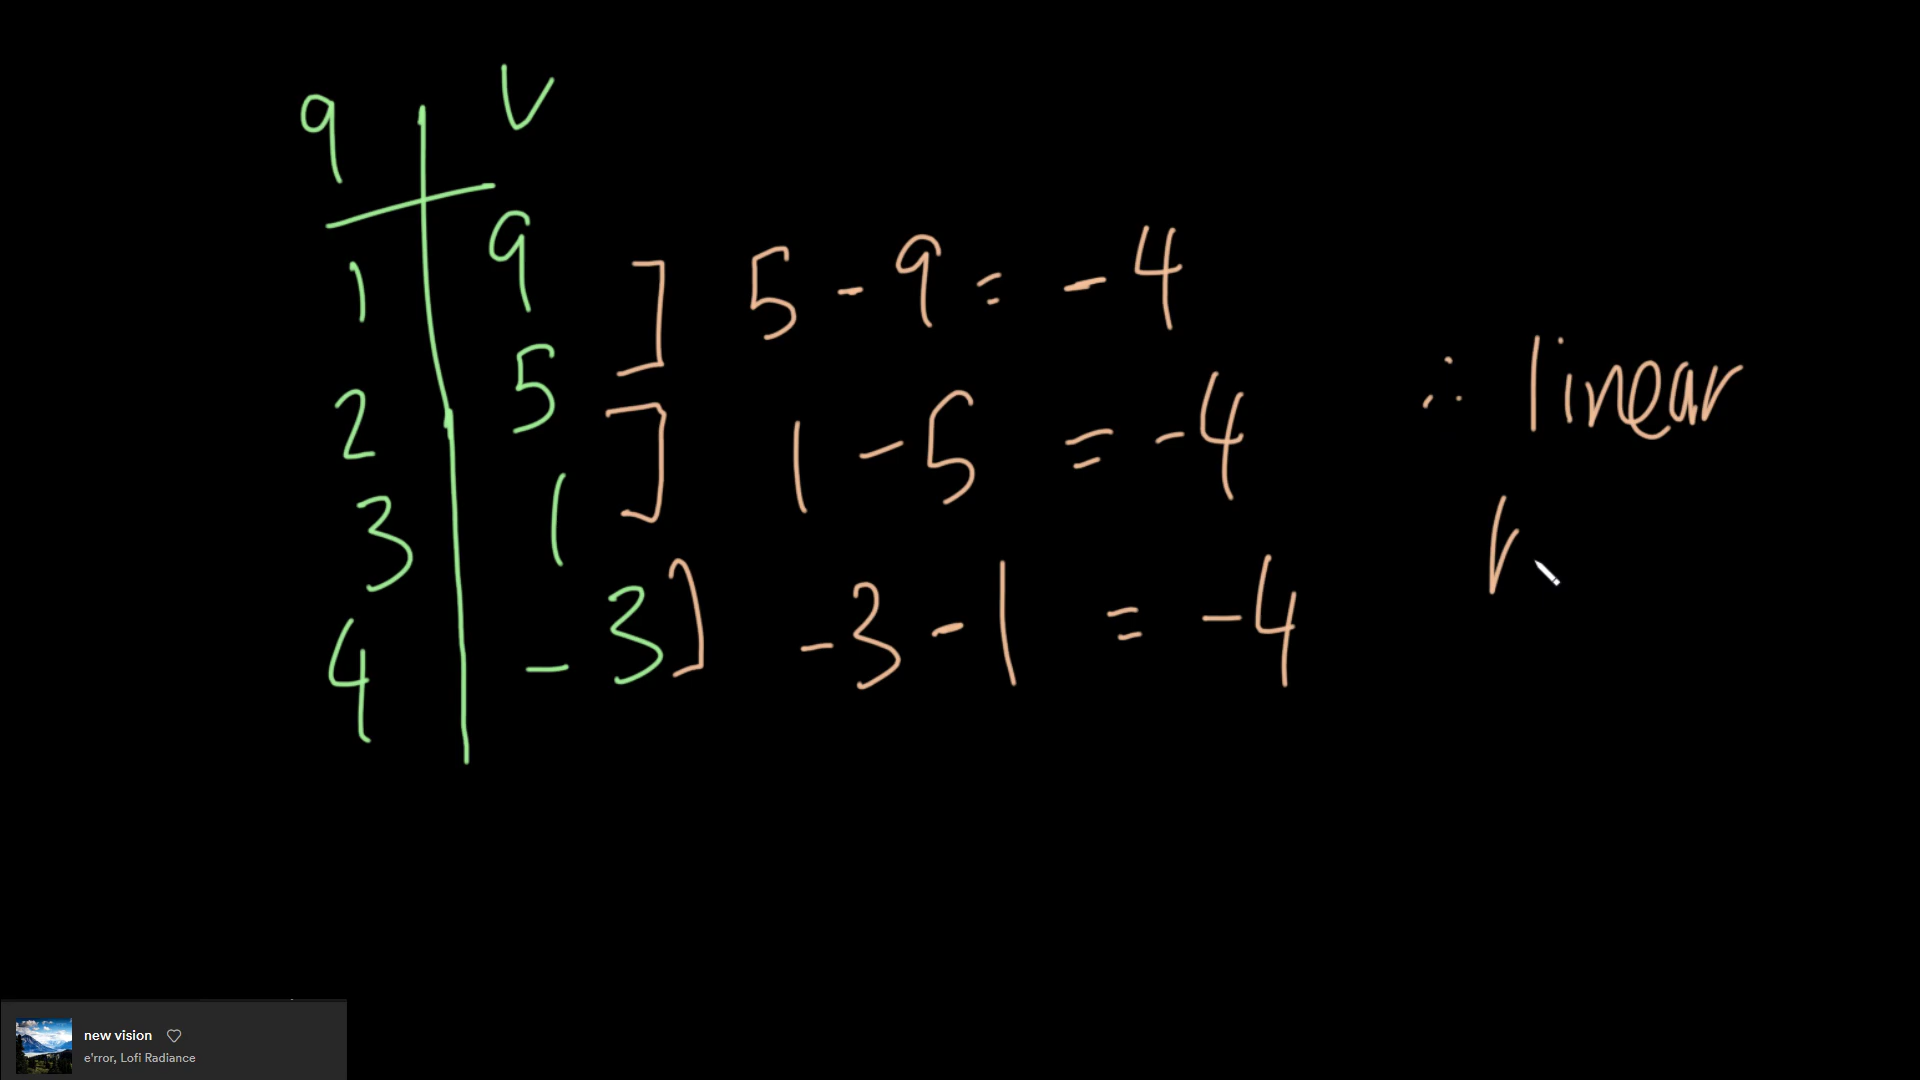 q V
1 9 ] 5 - 9 = - 4
2 5
∴ linear
3 1 ] 1 - 5 = - 4
4 - 3 ] - 3 - 1 = - 4
new vision
e'rror, Lofi Radiance